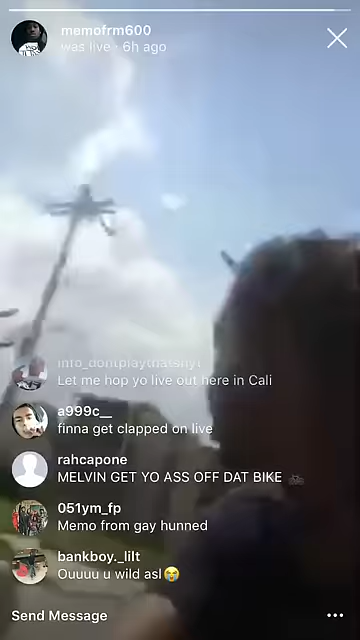 memofrm600
was live · 6h ago
info_dontplaythatshyt
Let me hop yo live out here in Cali
a999c__
finna get clapped on live
rahcapone
MELVIN GET YO ASS OFF DAT BIKE 🚲
051ym_fp
Memo from gay hunned
bankboy._lilt
Ouuuu u wild asl😭
Send Message